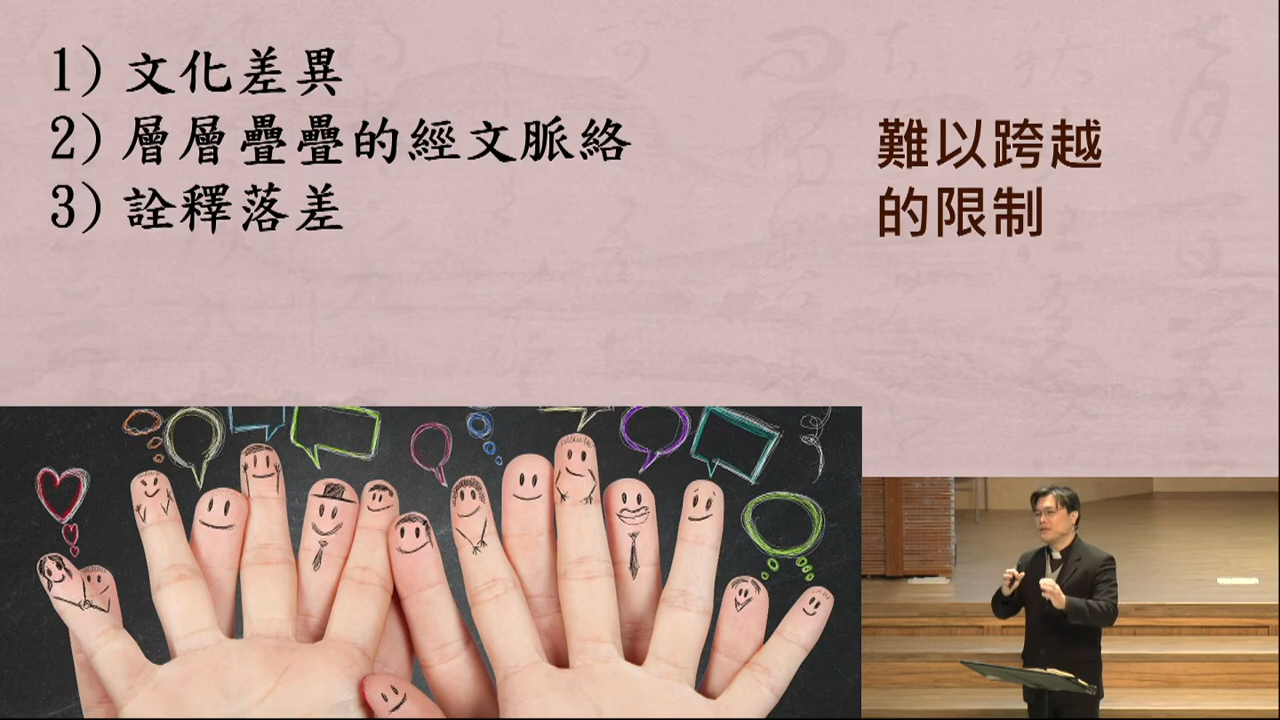 1) 文化差異
2) 層層疊疊的經文脈絡
3) 詮釋落差
難以跨越
的限制